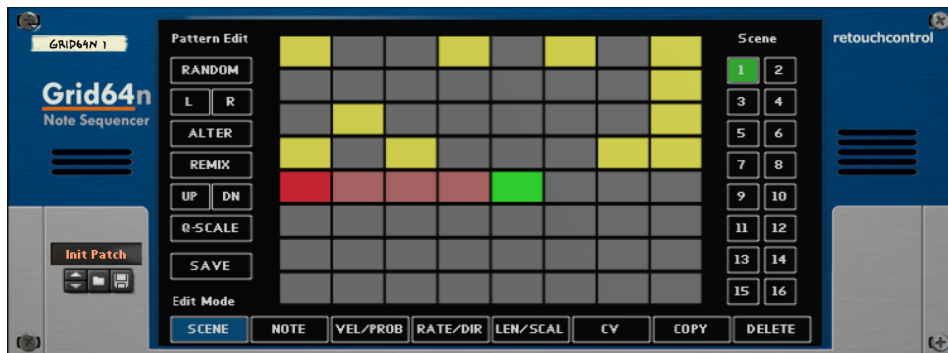 GRID64N 1
Pattern Edit
Scene
retouchcontrol
RANDOM
1 2
Grid64n
L R
3 4
Note Sequencer
ALTER
5 6
REMIX
7 8
UP DN
9 10
Q-SCALE
11 12
Init Patch
SAVE
13 14
Edit Mode
15 16
SCENE NOTE VEL/PROB RATE/DIR LEN/SCAL CV COPY DELETE